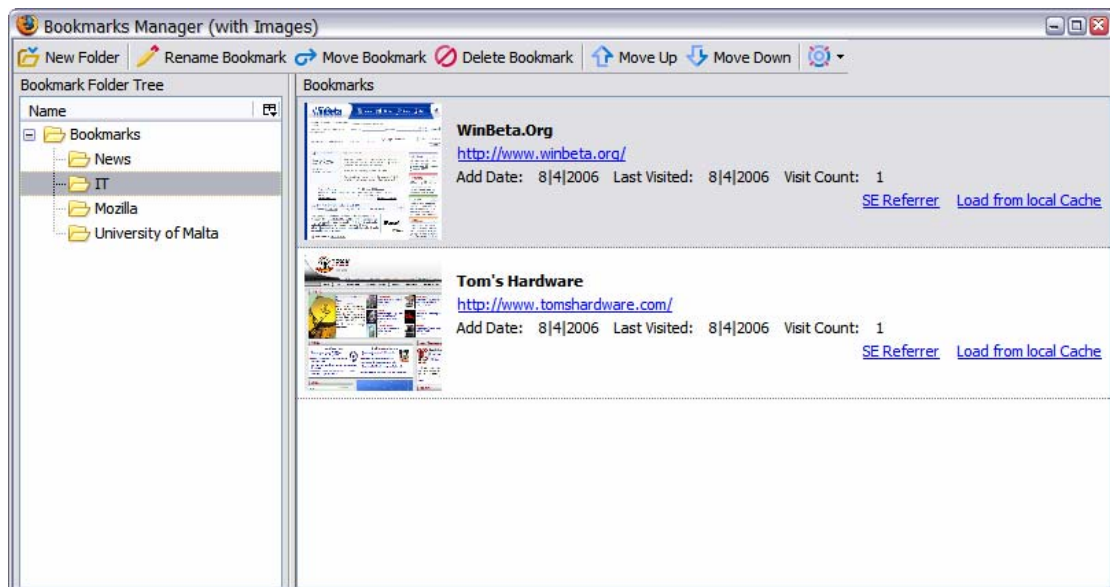 Bookmarks Manager (with Images)
New Folder Rename Bookmark Move Bookmark Delete Bookmark Move Up Move Down
Bookmark Folder Tree
Name
Bookmarks
News
IT
Mozilla
University of Malta
Bookmarks
WinBeta.Org
http://www.winbeta.org/
Add Date: 8|4|2006 Last Visited: 8|4|2006 Visit Count: 1
SE Referrer Load from local Cache
Tom's Hardware
http://www.tomshardware.com/
Add Date: 8|4|2006 Last Visited: 8|4|2006 Visit Count: 1
SE Referrer Load from local Cache